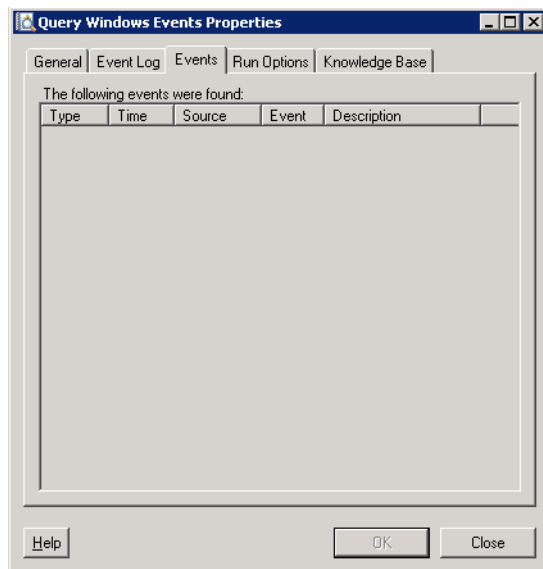 Query Windows Events Properties
General Event Log Events Run Options Knowledge Base
The following events were found:
Type Time Source Event Description
Help OK Close